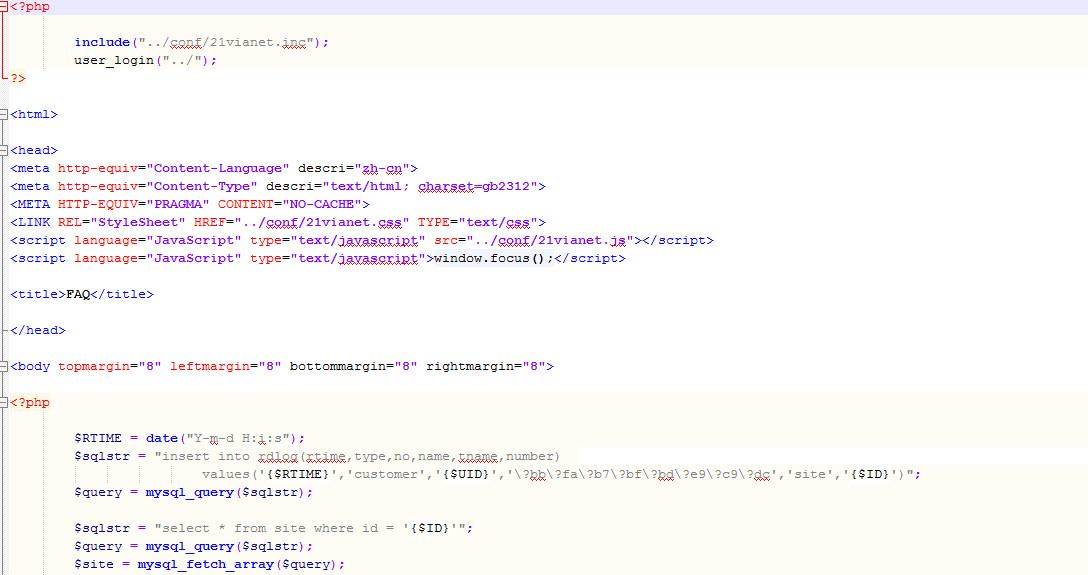 <?php
include("../conf/21vianet.inc");
user_login("../");
?>
<html>
<head>
<meta http-equiv="Content-Language" descri="zh-cn">
<meta http-equiv="Content-Type" descri="text/html; charset=gb2312">
<META HTTP-EQUIV="PRAGMA" CONTENT="NO-CACHE">
<LINK REL="StyleSheet" HREF="../conf/21vianet.css" TYPE="text/css">
<script language="JavaScript" type="text/javascript" src="../conf/21vianet.js"></script>
<script language="JavaScript" type="text/javascript">window.focus();</script>
<title>FAQ</title>
</head>
<body topmargin="8" leftmargin="8" bottommargin="8" rightmargin="8">
<?php
$RTIME = date("Y-m-d H:i:s");
$sqlstr = "insert into rdlog(rtime,type,no,name,tname,number)
values('{$RTIME}','customer','{$UID}','\?bb\?fa\?b7\?bf\?bd\?e9\?c9\?dc','site','{$ID}')";
$query = mysql_query($sqlstr);
$sqlstr = "select * from site where id = '{$ID}'";
$query = mysql_query($sqlstr);
$site = mysql_fetch_array($query);